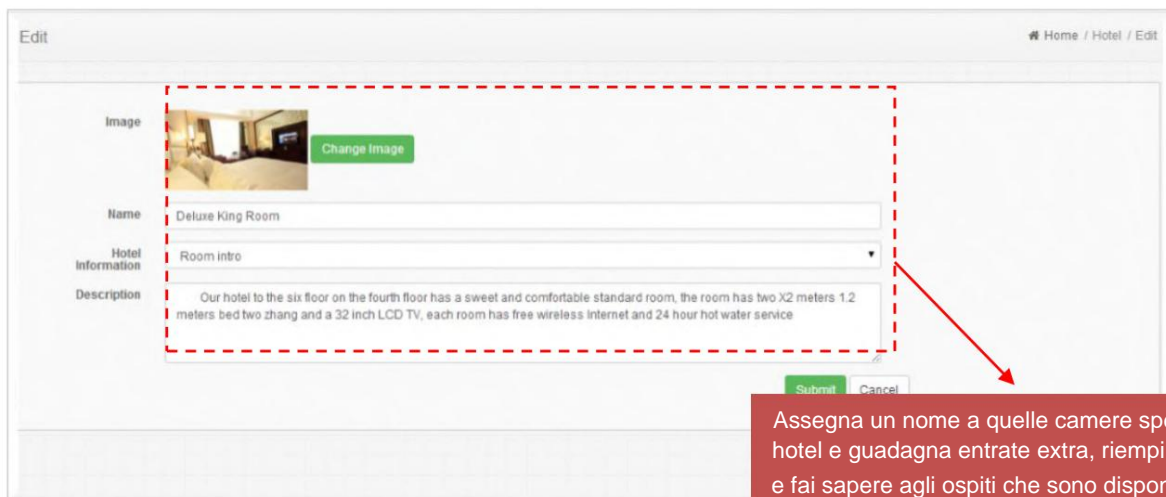 Edit
Home / Hotel / Edit
Image
Change Image
Name
Deluxe King Room
Hotel
Information
Room intro
Description
Our hotel to the six floor on the fourth floor has a sweet and comfortable standard room, the room has two X2 meters 1.2
meters bed two zhang and a 32 inch LCD TV, each room has free wireless Internet and 24 hour hot water service
Submit
Cancel
Assegna un nome a quelle camere
hotel e guadagna entrate extra,
e fai sapere agli ospiti che sono